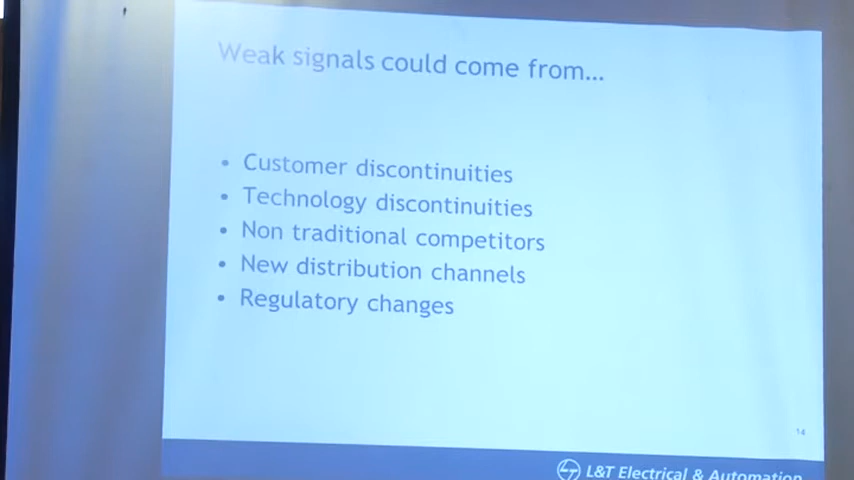 Weak signals could come from...
• Customer discontinuities
• Technology discontinuities
• Non traditional competitors
• New distribution channels
• Regulatory changes
14
L&T Electrical & Automation